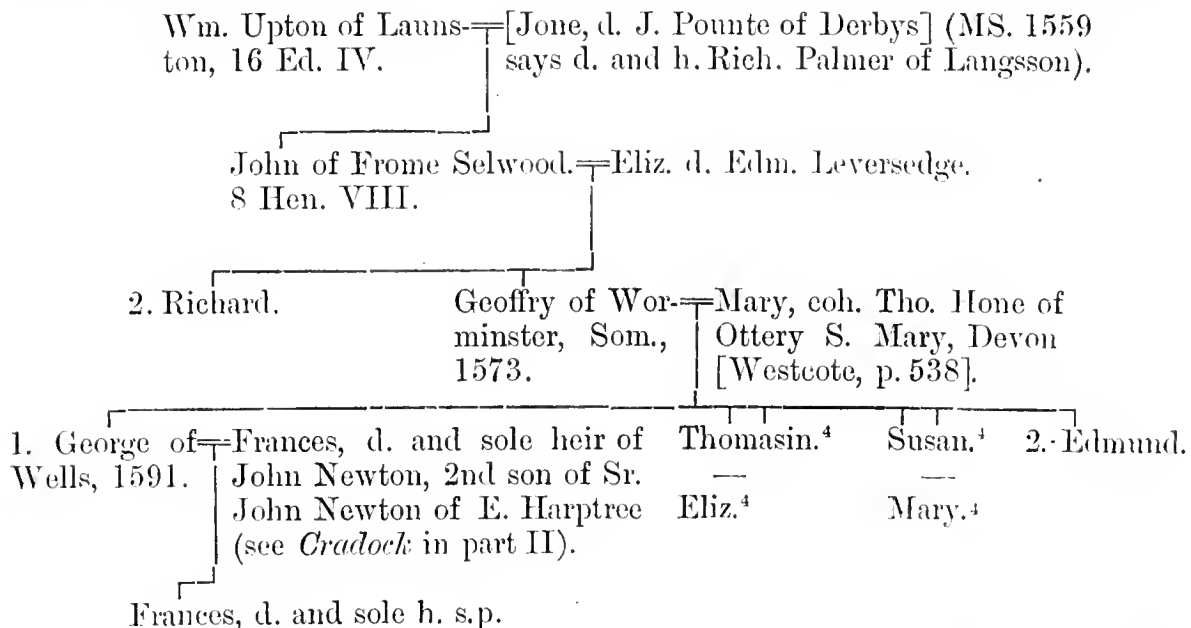 Wm. Upton of Launs- [Jone, d. J. Pounte of Derbys] (MS. 1559
ton, 16 Ed. IV. says d. and h. Rich. Palmer of Langsson).
John of Frome Selwood. Eliz. d. Edm. Leversedge.
8 Hen. VIII.
2. Richard. Geoffry of Wor- Mary, coh. Tho. Hone of
minster, Som., Ottery S. Mary, Devon
1573. [Westcote, p. 538].
1. George of Frances, d. and sole heir of Thomasin.⁴ Susan.⁴ 2. Edmund.
Wells, 1591. John Newton, 2nd son of Sr. — —
John Newton of E. Harptree Eliz.⁴ Mary.⁴
(see Cradock in part II).
Frances, d. and sole h. s.p.